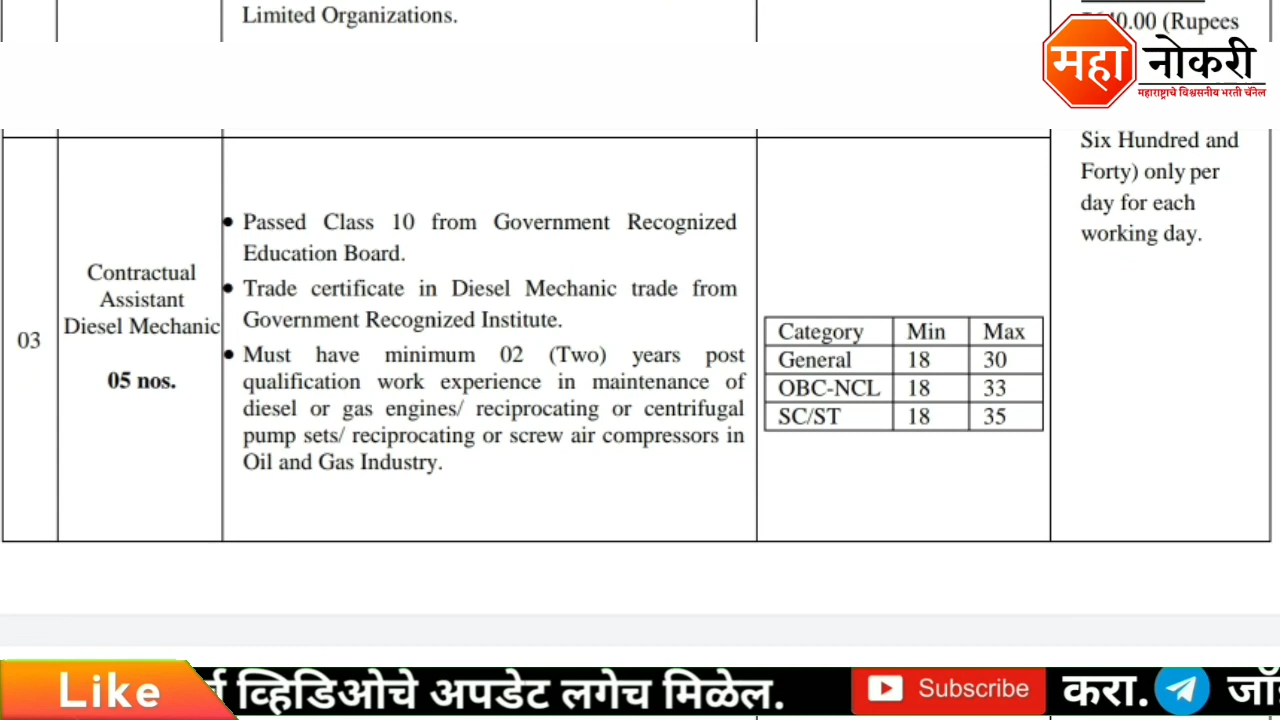 Limited Organizations.
0.00 (Rupees
महा नोकरी
महाराष्ट्राचे विश्वसनीय भरती चॅनेल
Six Hundred and
Forty) only per
day for each
working day.
03
Contractual
Assistant
Diesel Mechanic
05 nos.
• Passed Class 10 from Government Recognized
Education Board.
• Trade certificate in Diesel Mechanic trade from
Government Recognized Institute.
• Must have minimum 02 (Two) years post
qualification work experience in maintenance of
diesel or gas engines/ reciprocating or centrifugal
pump sets/ reciprocating or screw air compressors in
Oil and Gas Industry.
Category Min Max
General 18 30
OBC-NCL 18 33
SC/ST 18 35
Like व्हिडिओचे अपडेट लगेच मिळेल. Subscribe करा.